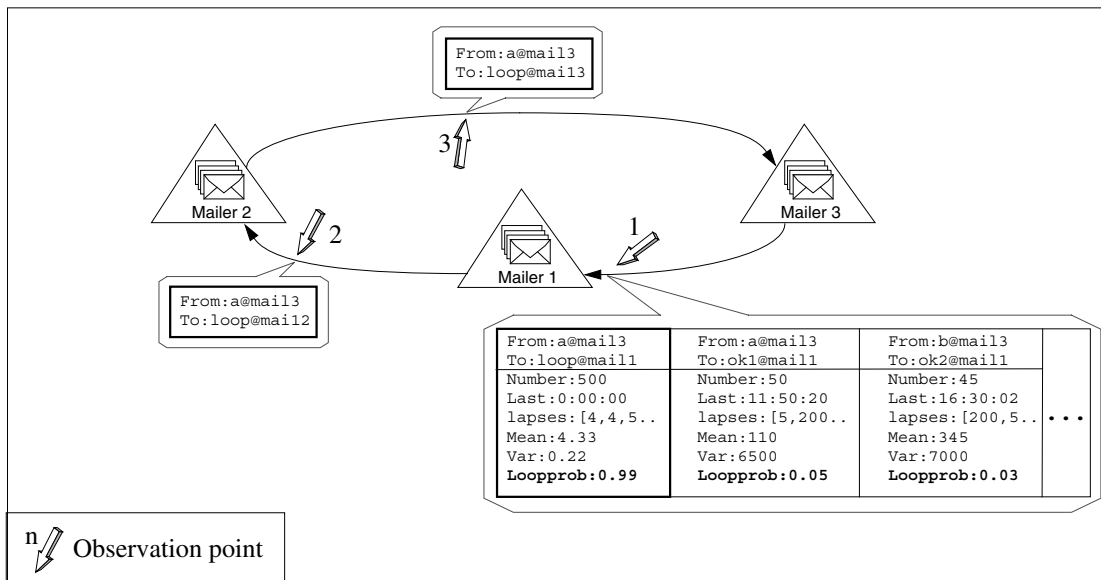 From:a@mail3
To:loop@mail3
3
Mailer 2
Mailer 3
2
1
Mailer 1
From:a@mail3
To:loop@mail2
From:a@mail3
To:loop@mail1
Number:500
Last:0:00:00
lapses:[4,4,5..
Mean:4.33
Var:0.22
Loopprob:0.99
From:a@mail3
To:ok1@mail1
Number:50
Last:11:50:20
lapses:[5,200..
Mean:110
Var:6500
Loopprob:0.05
From:b@mail3
To:ok2@mail1
Number:45
Last:16:30:02
lapses:[200,5..
Mean:345
Var:7000
Loopprob:0.03
...
n Observation point